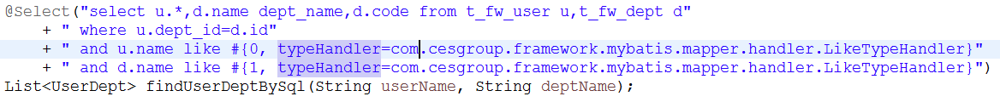 @Select("select u.*,d.name dept_name,d.code from t_fw_user u,t_fw_dept d"
+ " where u.dept_id=d.id"
+ " and u.name like #{0, typeHandler=com.cesgroup.framework.mybatis.mapper.handler.LikeTypeHandler}"
+ " and d.name like #{1, typeHandler=com.cesgroup.framework.mybatis.mapper.handler.LikeTypeHandler}")
List<UserDept> findUserDeptBySql(String userName, String deptName);